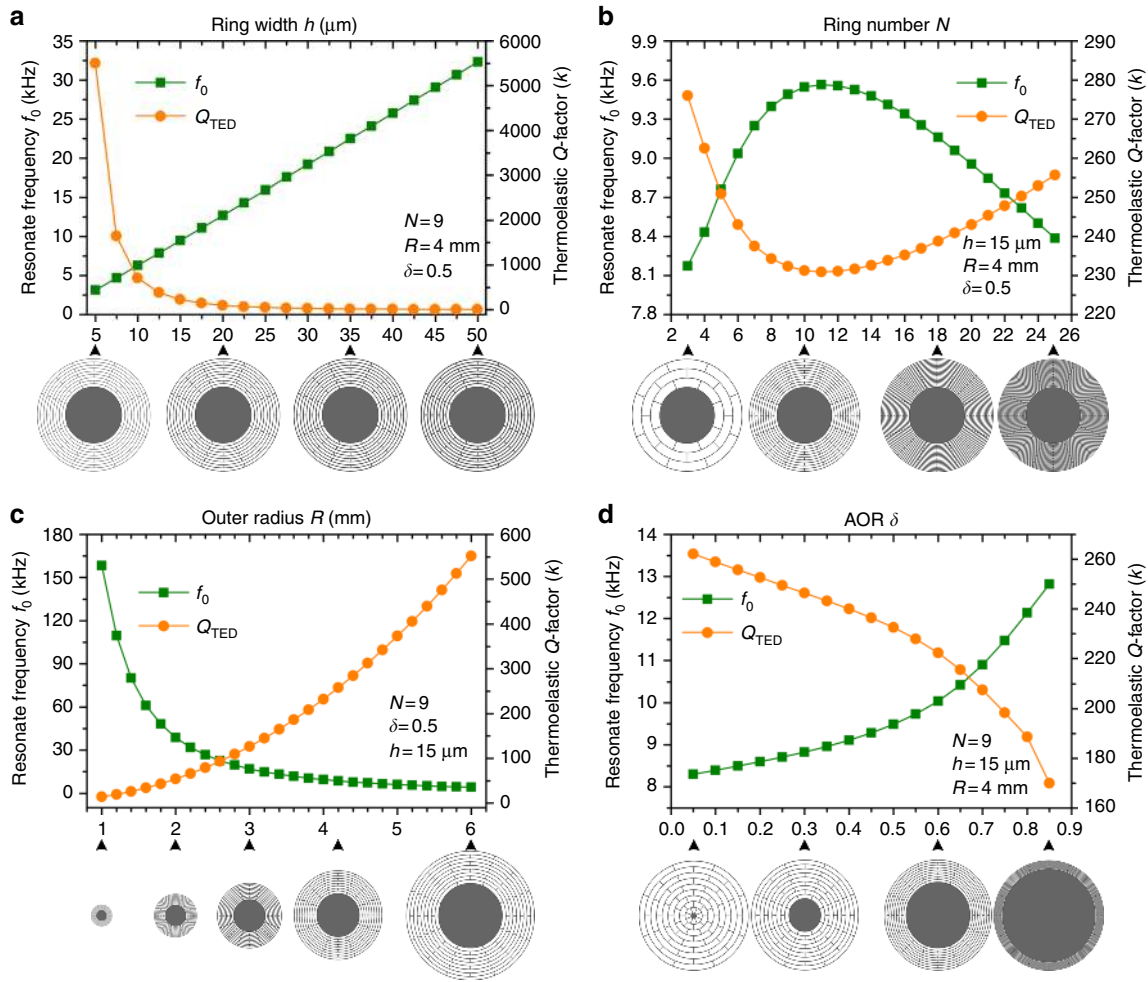 a
Ring width h (μm)
35
30
25
20
15
10
5
0
Resonate frequency f0 (kHz)
6000
5000
4000
3000
2000
1000
0
Thermoelastic Q-factor (k)
f0
QTED
N = 9
R = 4 mm
δ = 0.5
5 10 15 20 25 30 35 40 45 50
b
Ring number N
9.9
9.6
9.3
9.0
8.7
8.4
8.1
7.8
Resonate frequency f0 (kHz)
290
280
270
260
250
240
230
220
Thermoelastic Q-factor (k)
f0
QTED
h = 15 μm
R = 4 mm
δ = 0.5
2 4 6 8 10 12 14 16 18 20 22 24 26
c
Outer radius R (mm)
180
150
120
90
60
30
0
Resonate frequency f0 (kHz)
600
500
400
300
200
100
0
Thermoelastic Q-factor (k)
f0
QTED
N = 9
δ = 0.5
h = 15 μm
1 2 3 4 5 6
d
AOR δ
14
13
12
11
10
9
8
Resonate frequency f0 (kHz)
260
240
220
200
180
160
Thermoelastic Q-factor (k)
f0
QTED
N = 9
h = 15 μm
R = 4 mm
0.0 0.1 0.2 0.3 0.4 0.5 0.6 0.7 0.8 0.9